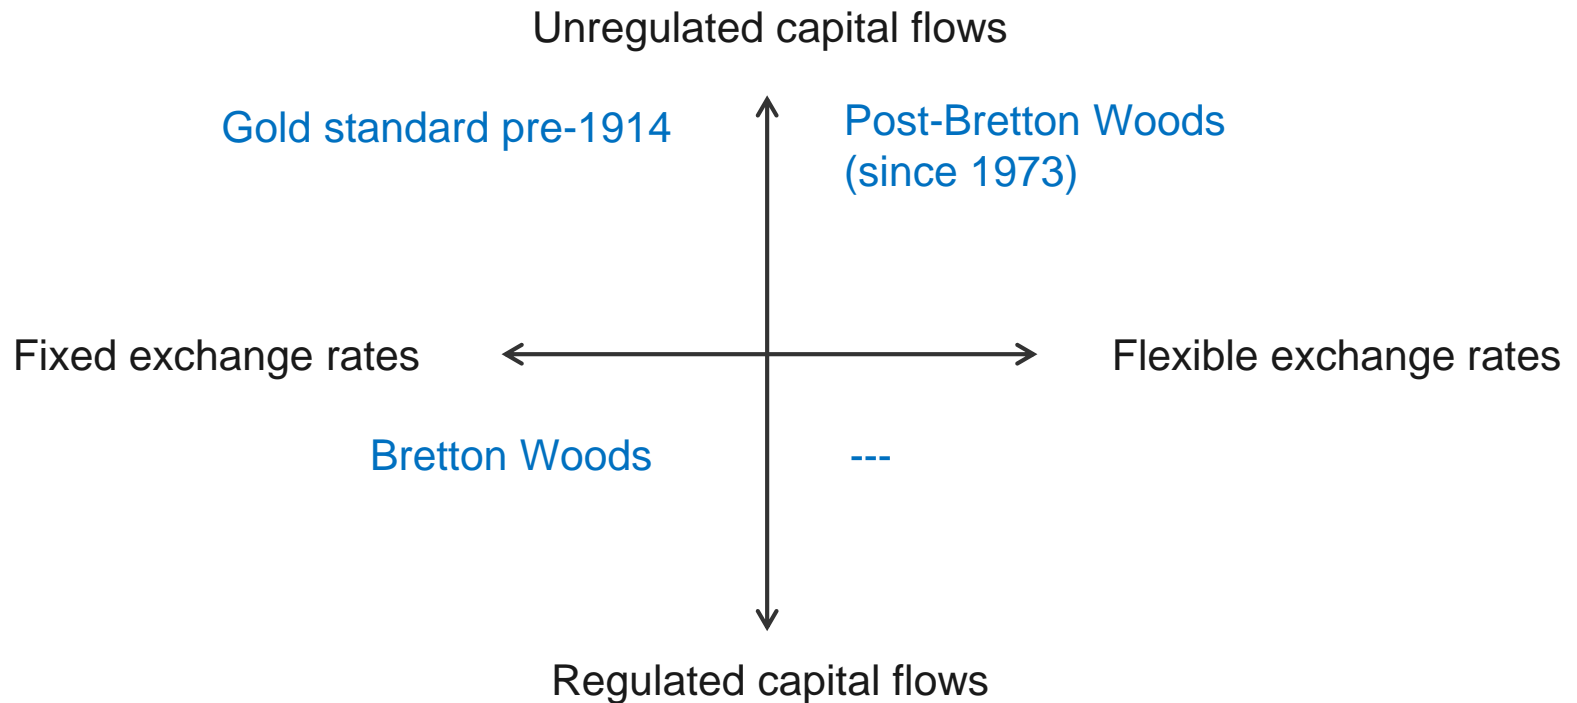 Unregulated capital flows
Gold standard pre-1914
Post-Bretton Woods
(since 1973)
Fixed exchange rates
Flexible exchange rates
Bretton Woods
---
Regulated capital flows